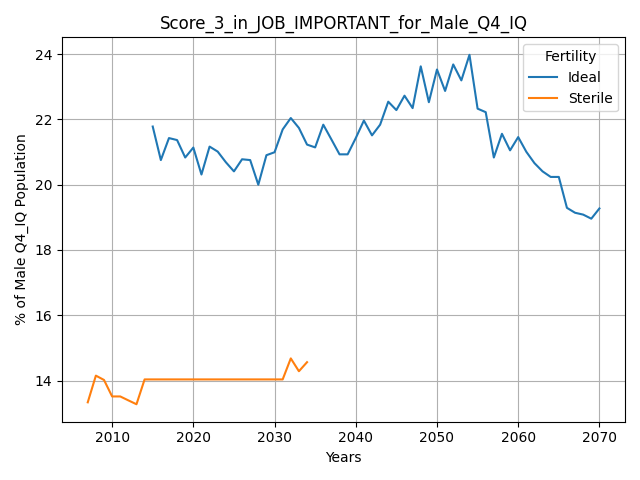 Score_3_in_JOB_IMPORTANT_for_Male_Q4_IQ
Fertility
Ideal
Sterile
% of Male Q4_IQ Population
24
22
20
18
16
14
2010 2020 2030 2040 2050 2060 2070
Years